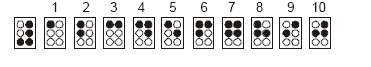 1 2 3 4 5 6 7 8 9 10
⠼ ⠁ ⠃ ⠉ ⠙ ⠑ ⠋ ⠛ ⠓ ⠊ ⠚